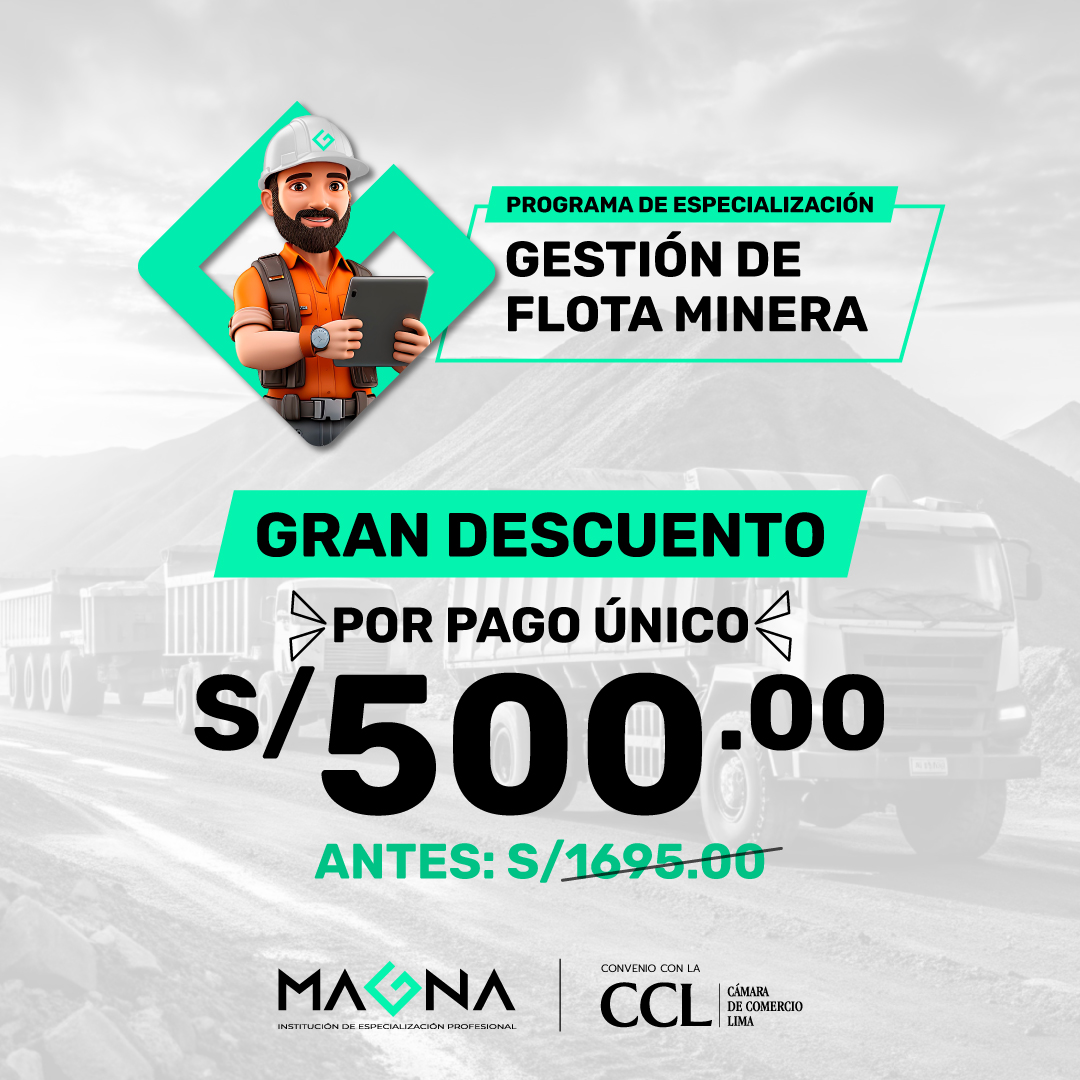 PROGRAMA DE ESPECIALIZACIÓN
GESTIÓN DE
FLOTA MINERA
GRAN DESCUENTO
POR PAGO ÚNICO
S/500.00
ANTES: S/1695.00
MAGNA
INSTITUCIÓN DE ESPECIALIZACIÓN PROFESIONAL
CONVENIO CON LA
CCL
CÁMARA
DE COMERCIO
LIMA